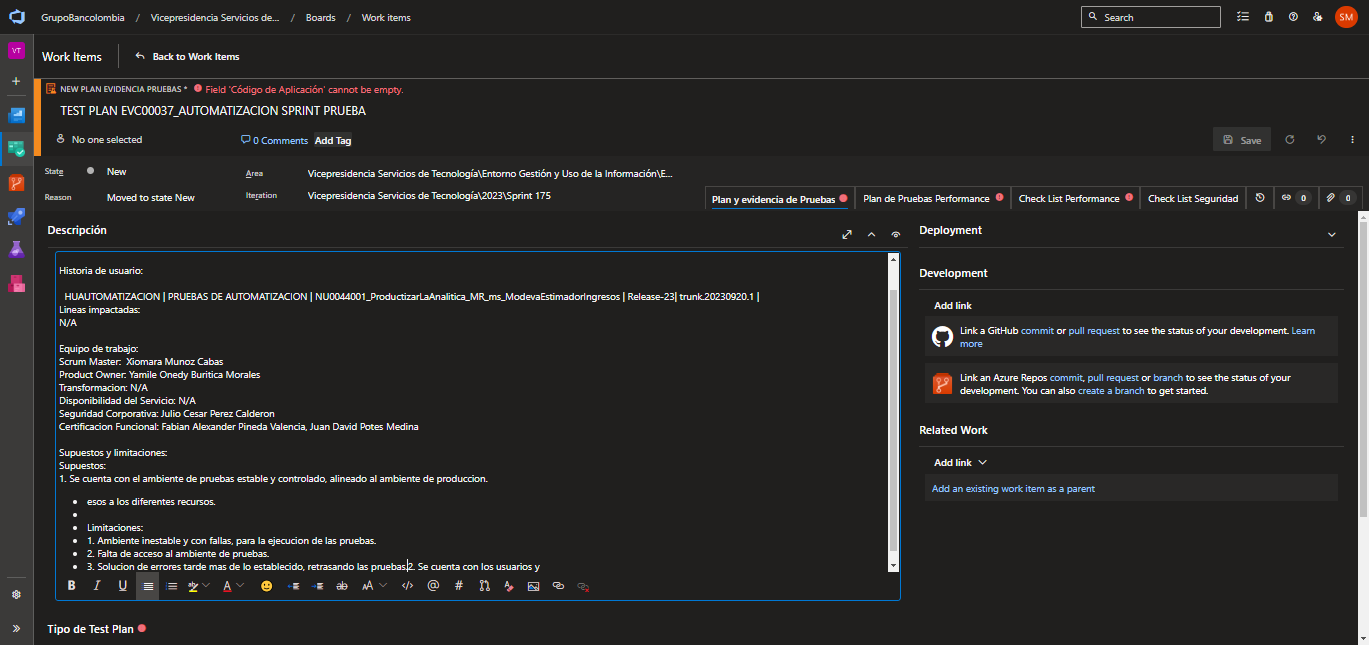 GrupoBancolombia / Vicepresidencia Servicios de... / Boards / Work items
Search
SM
VT
Work Items
Back to Work Items
NEW PLAN EVIDENCIA PRUEBAS * Field 'Código de Aplicación' cannot be empty.
TEST PLAN EVC00037_AUTOMATIZACION SPRINT PRUEBA
No one selected
0 Comments
Add Tag
Save
State
New
Area
Vicepresidencia Servicios de Tecnología\Entorno Gestión y Uso de la Información\E...
Reason
Moved to state New
Iteration
Vicepresidencia Servicios de Tecnología\2023\Sprint 175
Plan y evidencia de Pruebas
Plan de Pruebas Performance
Check List Performance
Check List Seguridad
0
0
Descripción
Historia de usuario:
HUAUTOMATIZACION | PRUEBAS DE AUTOMATIZACION | NU0044001_ProductizarLaAnalitica_MR_ms_ModevaEstimadorIngresos | Release-23| trunk.20230920.1 |
Lineas impactadas:
N/A
Equipo de trabajo:
Scrum Master: Xiomara Munoz Cabas
Product Owner: Yamile Onedy Buritica Morales
Transformacion: N/A
Disponibilidad del Servicio: N/A
Seguridad Corporativa: Julio Cesar Perez Calderon
Certificacion Funcional: Fabian Alexander Pineda Valencia, Juan David Potes Medina
Supuestos y limitaciones:
Supuestos:
1. Se cuenta con el ambiente de pruebas estable y controlado, alineado al ambiente de produccion.
• esos a los diferentes recursos.
•
• Limitaciones:
• 1. Ambiente inestable y con fallas, para la ejecucion de las pruebas.
• 2. Falta de acceso al ambiente de pruebas.
• 3. Solucion de errores tarde mas de lo establecido, retrasando las pruebas.2. Se cuenta con los usuarios y
Tipo de Test Plan
Deployment
Development
Add link
Link a GitHub commit or pull request to see the status of your development. Learn
more
Link an Azure Repos commit, pull request or branch to see the status of your
development. You can also create a branch to get started.
Related Work
Add link
Add an existing work item as a parent